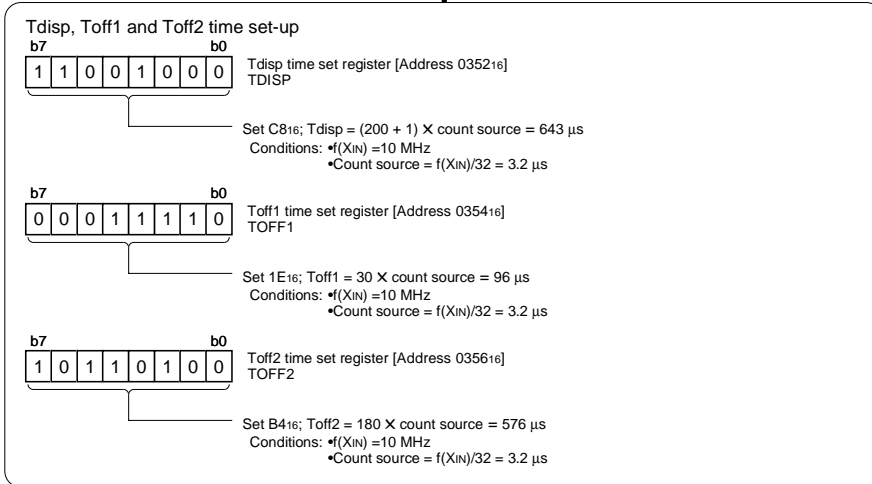 Tdisp, Toff1 and Toff2 time set-up
b7 b0
1 1 0 0 1 0 0 0
Tdisp time set register [Address 035216]
TDISP
Set C816; Tdisp = (200 + 1) ✕ count source = 643 µs
Conditions: •f(XIN) =10 MHz
•Count source = f(XIN)/32 = 3.2 µs
b7 b0
0 0 0 1 1 1 1 0
Toff1 time set register [Address 035416]
TOFF1
Set 1E16; Toff1 = 30 ✕ count source = 96 µs
Conditions: •f(XIN) =10 MHz
•Count source = f(XIN)/32 = 3.2 µs
b7 b0
1 0 1 1 0 1 0 0
Toff2 time set register [Address 035616]
TOFF2
Set B416; Toff2 = 180 ✕ count source = 576 µs
Conditions: •f(XIN) =10 MHz
•Count source = f(XIN)/32 = 3.2 µs